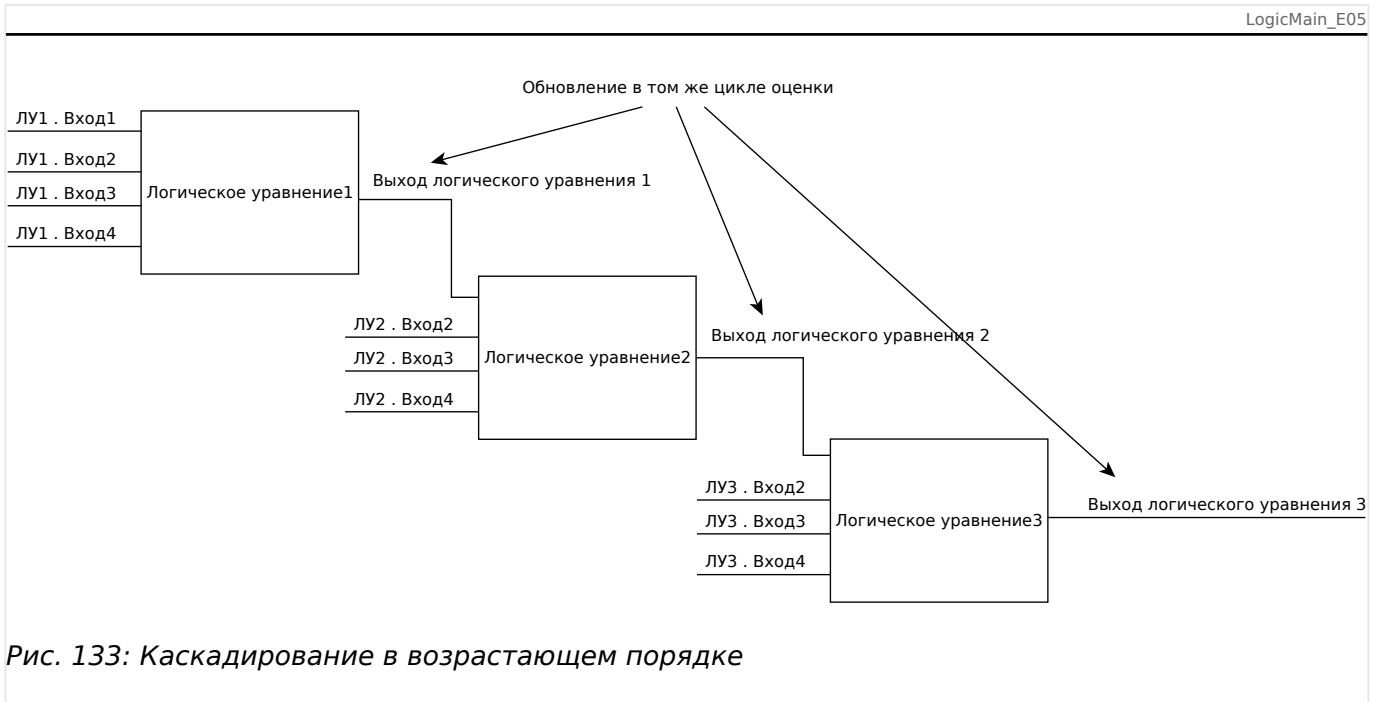 LogicMain_E05
Обновление в том же цикле оценки
ЛУ1 . Вход1
ЛУ1 . Вход2
ЛУ1 . Вход3
ЛУ1 . Вход4
Логическое уравнение1
Выход логического уравнения 1
ЛУ2 . Вход2
ЛУ2 . Вход3
ЛУ2 . Вход4
Логическое уравнение2
Выход логического уравнения 2
ЛУ3 . Вход2
ЛУ3 . Вход3
ЛУ3 . Вход4
Логическое уравнение3
Выход логического уравнения 3
Рис. 133: Каскадирование в возрастающем порядке